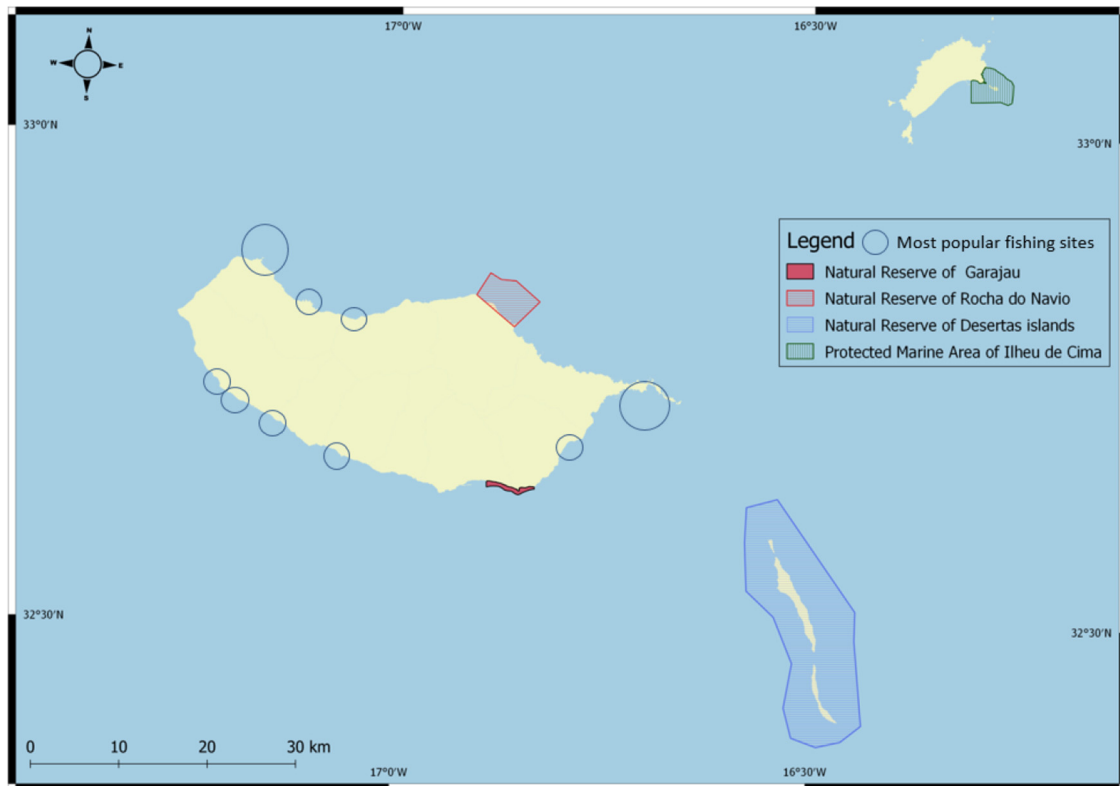 17°0'W
16°30'W
N
W
E
S
33°0'N
33°0'N
Legend
Most popular fishing sites
Natural Reserve of Garajau
Natural Reserve of Rocha do Navio
Natural Reserve of Desertas islands
Protected Marine Area of Ilheu de Cima
32°30'N
32°30'N
0 10 20 30 km
17°0'W
16°30'W